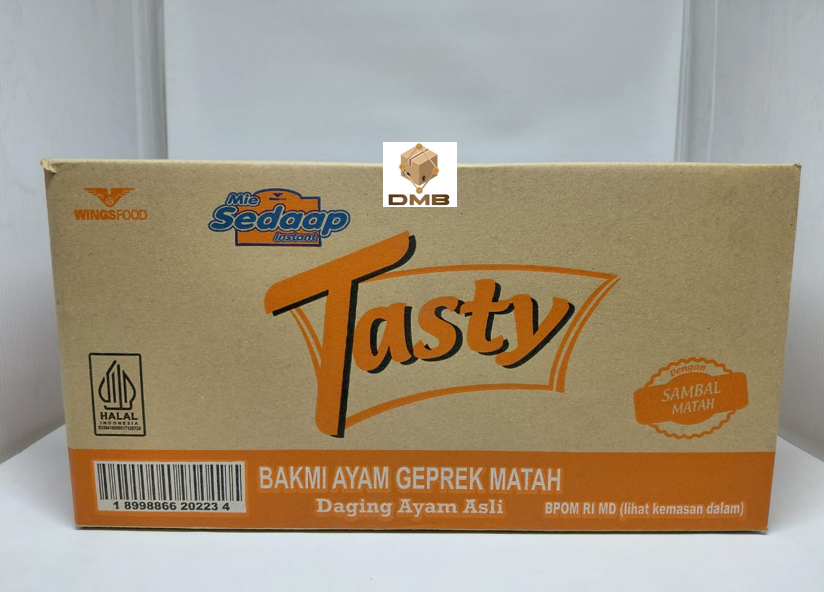 DMB
WINGSFOOD
Mie
Sedaap
Instant
Tasty
Dengan
SAMBAL
MATAH
HALAL
INDONESIA
BAKMI AYAM GEPREK MATAH
Daging Ayam Asli
BPOM RI MD (lihat kemasan dalam)
1 8998866 20223 4